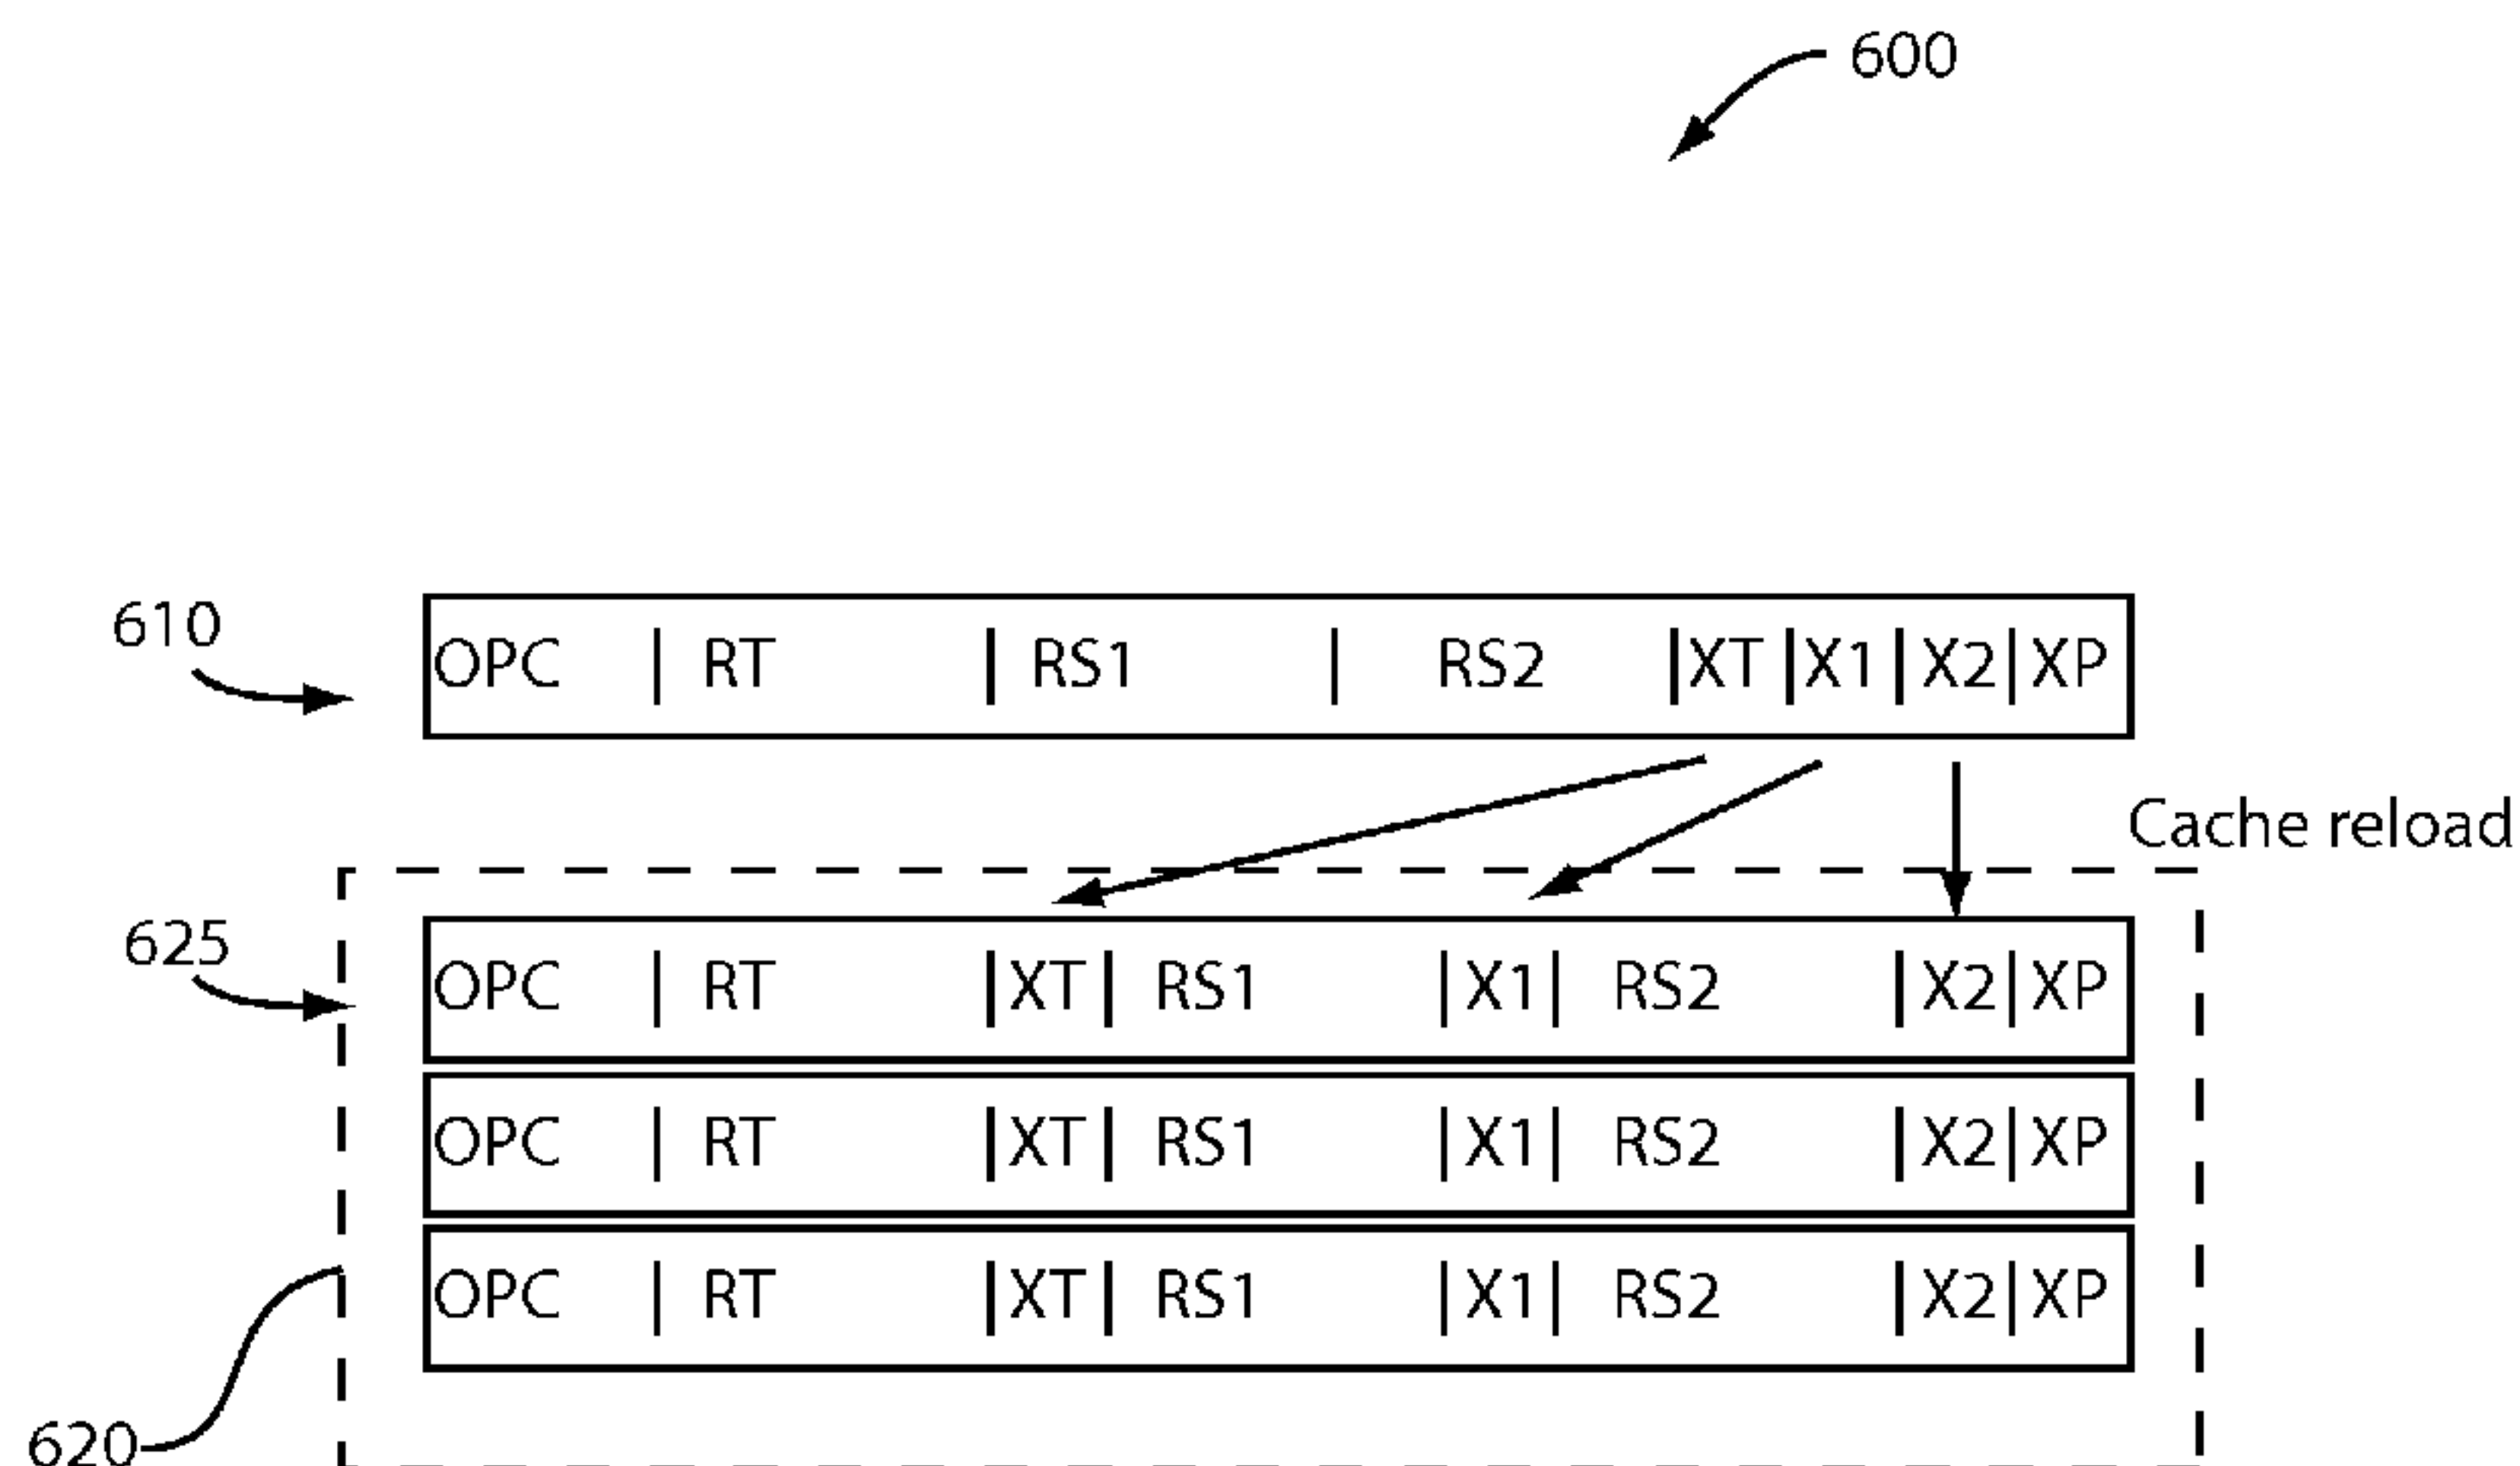 600
610
OPC | RT | RS1 | RS2 | XT | X1 | X2 | XP
Cache reload
625
OPC | RT | XT | RS1 | X1 | RS2 | X2 | XP
OPC | RT | XT | RS1 | X1 | RS2 | X2 | XP
OPC | RT | XT | RS1 | X1 | RS2 | X2 | XP
620